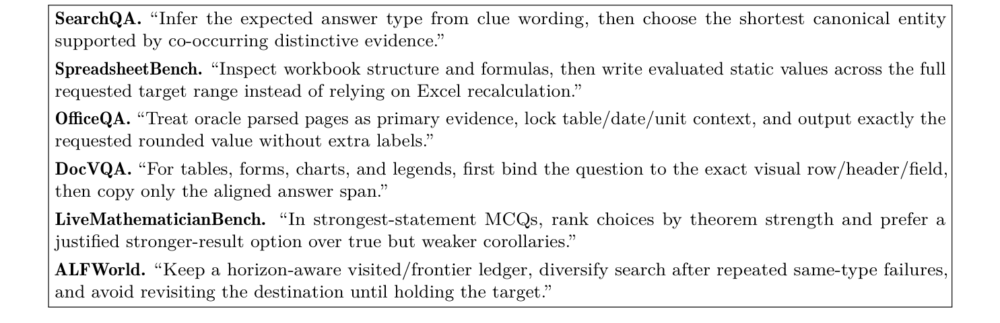 SearchQA. “Infer the expected answer type from clue wording, then choose the shortest canonical entity
supported by co-occurring distinctive evidence.”
SpreadsheetBench. “Inspect workbook structure and formulas, then write evaluated static values across the full
requested target range instead of relying on Excel recalculation.”
OfficeQA. “Treat oracle parsed pages as primary evidence, lock table/date/unit context, and output exactly the
requested rounded value without extra labels.”
DocVQA. “For tables, forms, charts, and legends, first bind the question to the exact visual row/header/field,
then copy only the aligned answer span.”
LiveMathematicianBench. “In strongest-statement MCQs, rank choices by theorem strength and prefer a
justified stronger-result option over true but weaker corollaries.”
ALFWorld. “Keep a horizon-aware visited/frontier ledger, diversify search after repeated same-type failures,
and avoid revisiting the destination until holding the target.”